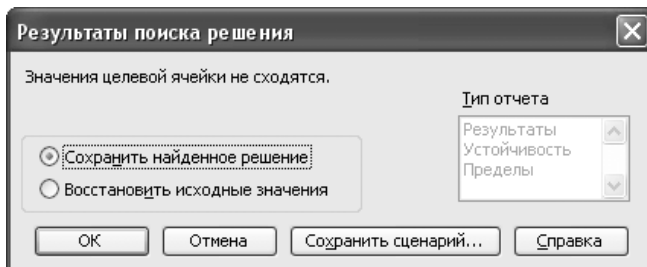 Результаты поиска решения
Значения целевой ячейки не сходятся.
Тип отчета
Результаты
Устойчивость
Пределы
Сохранить найденное решение
Восстановить исходные значения
ОК
Отмена
Сохранить сценарий...
Справка